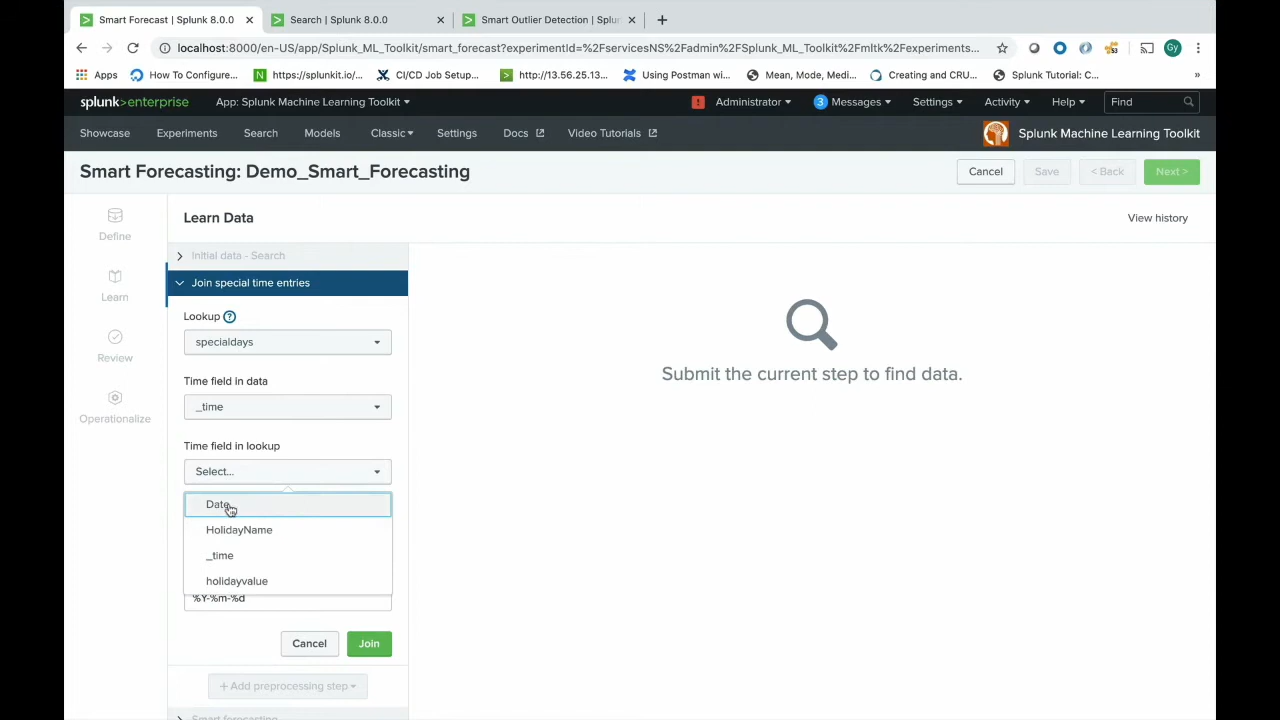 Smart Forecast | Splunk 8.0.0
Search | Splunk 8.0.0
Smart Outlier Detection | Splun
localhost:8000/en-US/app/Splunk_ML_Toolkit/smart_forecast?experimentId=%2FservicesNS%2Fadmin%2FSplunk_ML_Toolkit%2Fmltk%2Fexperiments...
Gy
Apps
How To Configure...
https://splunkit.io/...
CI/CD Job Setup...
http://13.56.25.13...
Using Postman wi...
Mean, Mode, Medi...
Creating and CRU...
Splunk Tutorial: C...
»
splunk>enterprise
App: Splunk Machine Learning Toolkit
! Administrator
3 Messages
Settings
Activity
Help
Find
Showcase
Experiments
Search
Models
Classic
Settings
Docs
Video Tutorials
Splunk Machine Learning Toolkit
Smart Forecasting: Demo_Smart_Forecasting
Cancel
Save
< Back
Next >
Define
Learn
Review
Operationalize
Learn Data
View history
Initial data - Search
Join special time entries
Lookup ?
specialdays
Time field in data
_time
Time field in lookup
Select...
Date
HolidayName
_time
holidayvalue
%Y-%m-%d
Cancel
Join
+ Add preprocessing step
Smart forecasting
Submit the current step to find data.